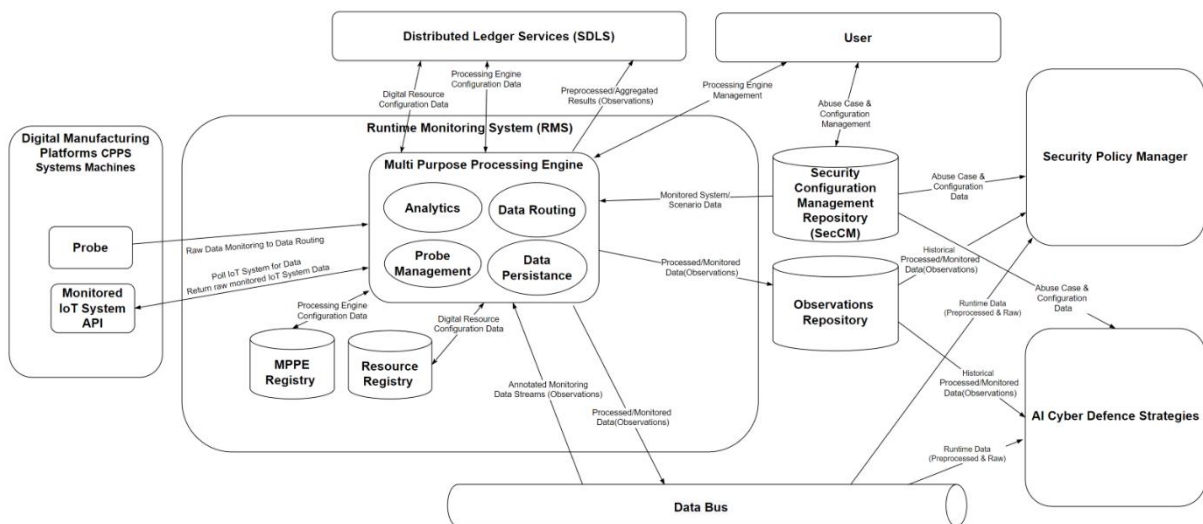 Distributed Ledger Services (SDLS)
User
Processing Engine
Configuration Data
Digital Resource
Configuration Data
Preprocessed/Aggregated
Results (Observations)
Processing Engine
Management
Abuse Case &
Configuration
Management
Digital Manufacturing
Platforms CPPS
Systems Machines
Probe
Monitored
IoT System
API
Raw Data Monitoring to Data Routing
Poll IoT System for Data
Return raw monitored IoT System Data
Runtime Monitoring System (RMS)
Multi Purpose Processing Engine
Analytics
Data Routing
Probe
Management
Data
Persistance
Processing Engine
Configuration Data
Digital Resource
Configuration Data
MPPE
Registry
Resource
Registry
Monitored System/
Scenario Data
Processed/Monitored
Data(Observations)
Annotated Monitoring
Data Streams (Observations)
Processed/Monitored
Data(Observations)
Security
Configuration
Management
Repository
(SecCM)
Observations
Repository
Abuse Case &
Configuration
Data
Historical
Processed/Monitored
Data(Observations)
Runtime Data
(Preprocessed & Raw)
Abuse Case &
Configuration
Data
Historical
Processed/Monitored
Data(Observations)
Runtime Data
(Preprocessed & Raw)
Security Policy Manager
AI Cyber Defence Strategies
Data Bus